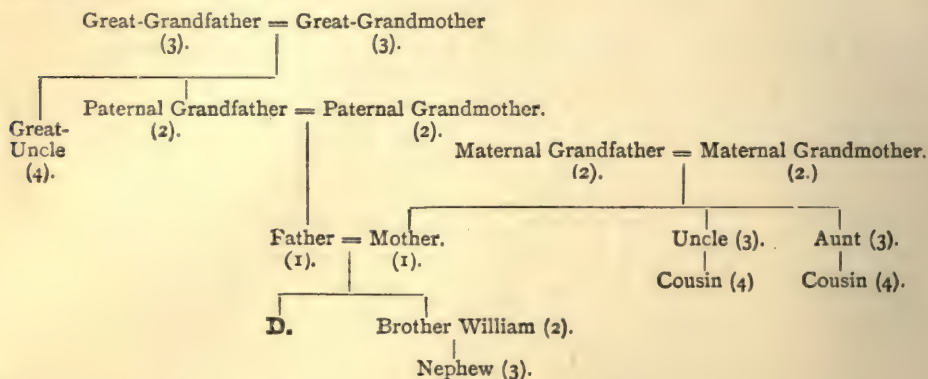 Great-Grandfather = Great-Grandmother
(3). (3).
Paternal Grandfather = Paternal Grandmother.
(2). (2).
Great-
Uncle
(4).
Maternal Grandfather = Maternal Grandmother.
(2). (2.)
Father = Mother.
(1). (1).
Uncle (3). Aunt (3).
Cousin (4) Cousin (4).
D. Brother William (2).
Nephew (3).